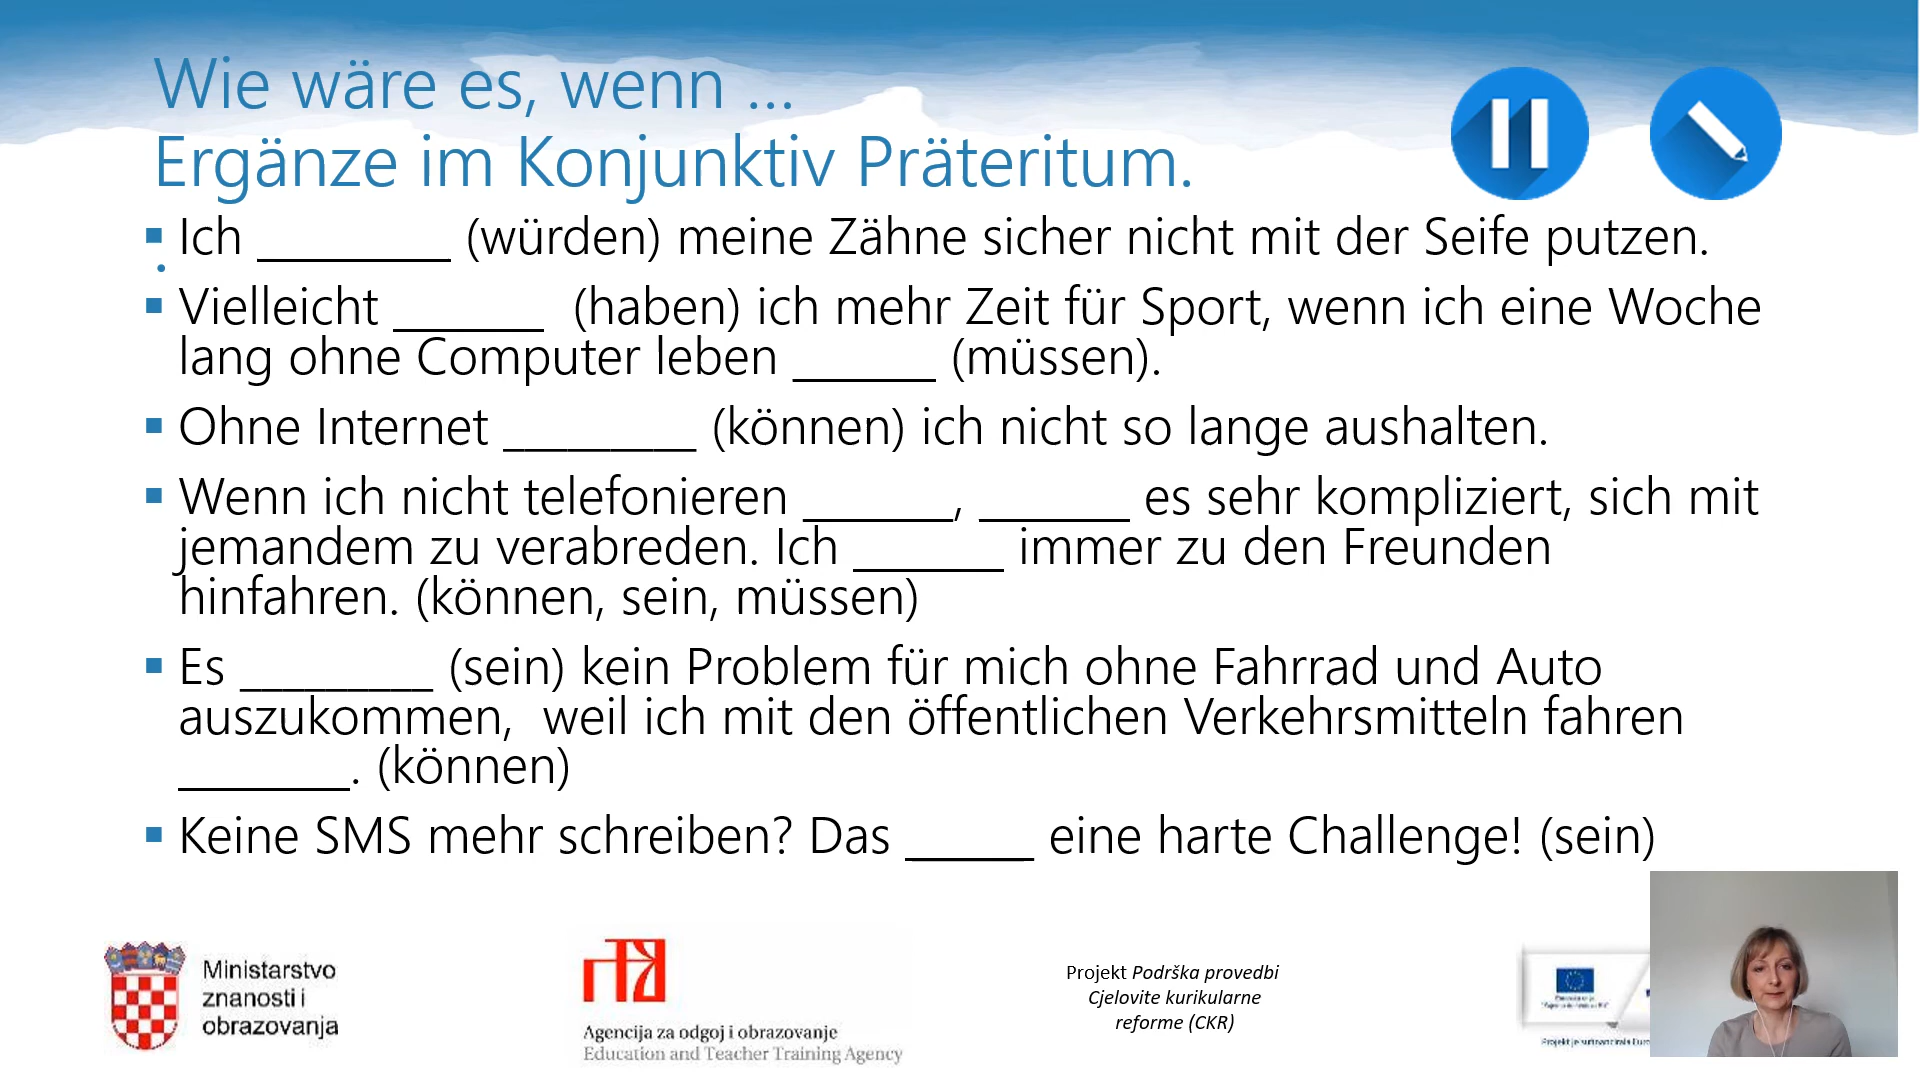 Wie wäre es, wenn ...
Ergänze im Konjunktiv Präteritum.
Ich _________ (würden) meine Zähne sicher nicht mit der Seife putzen.
Vielleicht _______ (haben) ich mehr Zeit für Sport, wenn ich eine Woche
lang ohne Computer leben _______ (müssen).
Ohne Internet _________ (können) ich nicht so lange aushalten.
Wenn ich nicht telefonieren _______, _______ es sehr kompliziert, sich mit
jemandem zu verabreden. Ich _______ immer zu den Freunden
hinfahren. (können, sein, müssen)
Es _________ (sein) kein Problem für mich ohne Fahrrad und Auto
auszukommen, weil ich mit den öffentlichen Verkehrsmitteln fahren
________. (können)
Keine SMS mehr schreiben? Das ______ eine harte Challenge! (sein)
Ministarstvo
znanosti i
obrazovanja
Agencija za odgoj i obrazovanje
Education and Teacher Training Agency
Projekt Podrška provedbi
Cjelovite kurikularne
reforme (CKR)
Projekt je sufinancirala